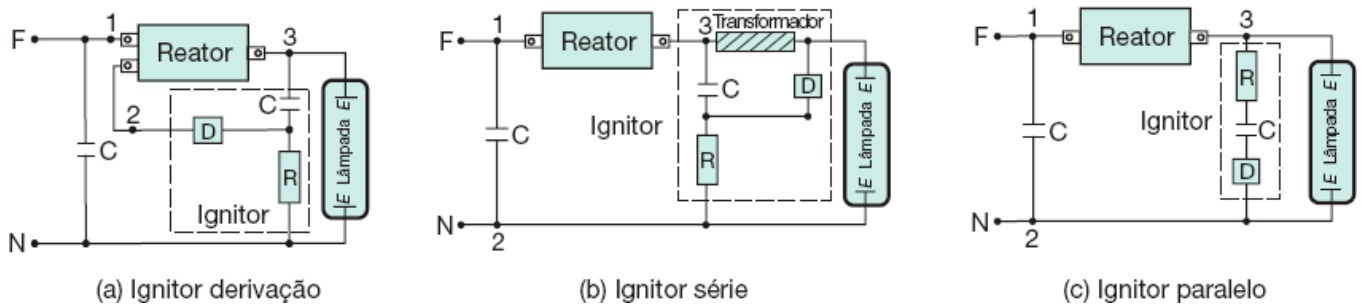 F
1
Reator
3
2
D
C
C
R
Ignitor
E Lâmpada E
N
(a) Ignitor derivação
F
1
Reator
3
Transformador
C
C
D
Ignitor
R
E Lâmpada E
N
2
(b) Ignitor série
F
1
Reator
3
R
Ignitor
C
C
D
E Lâmpada E
N
2
(c) Ignitor paralelo